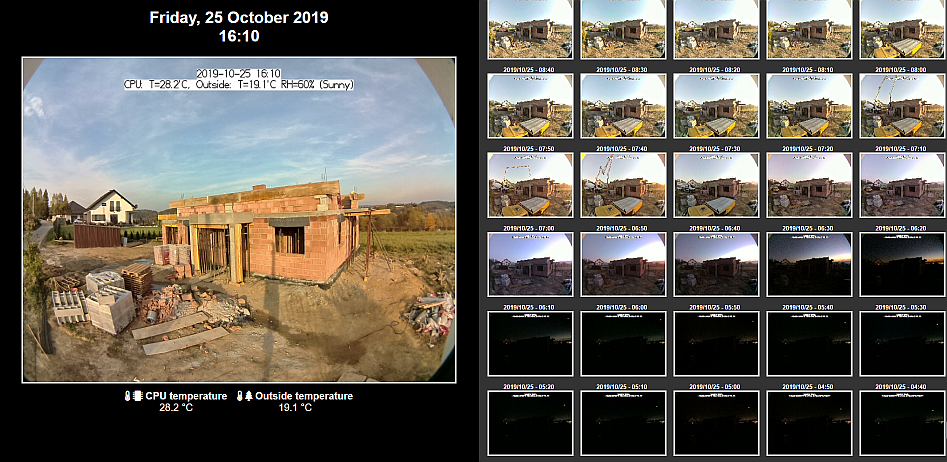 Friday, 25 October 2019
16:10
2019-10-25 16:10
CPU: T=28.2°C, Outside: T=19.1°C RH=60% (Sunny)
CPU temperature Outside temperature
28.2 °C 19.1 °C
2019/10/25 - 08:40 2019/10/25 - 08:30 2019/10/25 - 08:20 2019/10/25 - 08:10 2019/10/25 - 08:00
2019/10/25 - 07:50 2019/10/25 - 07:40 2019/10/25 - 07:30 2019/10/25 - 07:20 2019/10/25 - 07:10
2019/10/25 - 07:00 2019/10/25 - 06:50 2019/10/25 - 06:40 2019/10/25 - 06:30 2019/10/25 - 06:20
2019/10/25 - 06:10 2019/10/25 - 06:00 2019/10/25 - 05:50 2019/10/25 - 05:40 2019/10/25 - 05:30
2019/10/25 - 05:20 2019/10/25 - 05:10 2019/10/25 - 05:00 2019/10/25 - 04:50 2019/10/25 - 04:40